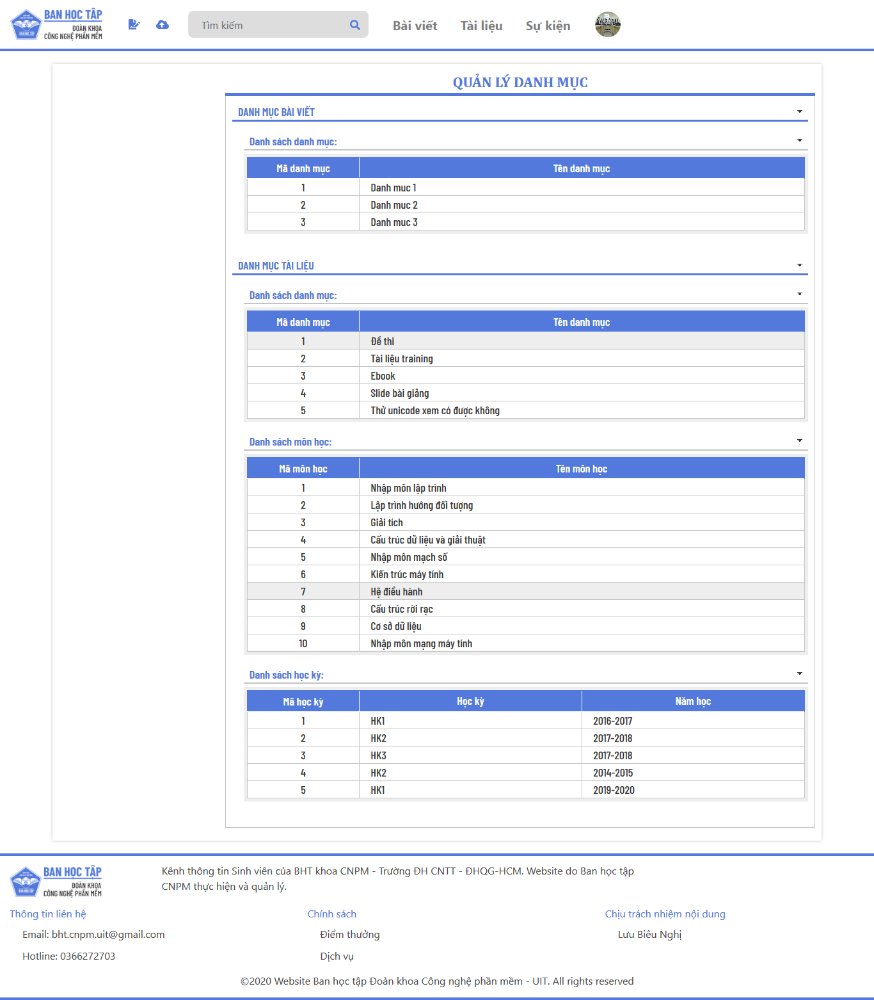 BAN HỌC TẬP
ĐOÀN KHOA
CÔNG NGHỆ PHẦN MỀM
Tìm kiếm
Bài viết
Tài liệu
Sự kiện
QUẢN LÝ DANH MỤC
DANH MỤC BÀI VIẾT
Danh sách danh mục:
Mã danh mục Tên danh mục
1 Danh muc 1
2 Danh muc 2
3 Danh muc 3
DANH MỤC TÀI LIỆU
Danh sách danh mục:
Mã danh mục Tên danh mục
1 Đề thi
2 Tài liệu training
3 Ebook
4 Slide bài giảng
5 Thử unicode xem có được không
Danh sách môn học:
Mã môn học Tên môn học
1 Nhập môn lập trình
2 Lập trình hướng đối tượng
3 Giải tích
4 Cấu trúc dữ liệu và giải thuật
5 Nhập môn mạch số
6 Kiến trúc máy tính
7 Hệ điều hành
8 Cấu trúc rời rạc
9 Cơ sở dữ liệu
10 Nhập môn mạng máy tính
Danh sách học kỳ:
Mã học kỳ Học kỳ Năm học
1 HK1 2016-2017
2 HK2 2017-2018
3 HK3 2017-2018
4 HK2 2014-2015
5 HK1 2019-2020
BAN HỌC TẬP
ĐOÀN KHOA
CÔNG NGHỆ PHẦN MỀM
Kênh thông tin Sinh viên của BHT khoa CNPM - Trường ĐH CNTT - ĐHQG-HCM. Website do Ban học tập
CNPM thực hiện và quản lý.
Thông tin liên hệ
Email: bht.cnpm.uit@gmail.com
Hotline: 0366272703
Chính sách
Điểm thưởng
Dịch vụ
Chịu trách nhiệm nội dung
Lưu Biêu Nghị
©2020 Website Ban học tập Đoàn khoa Công nghệ phần mềm - UIT. All rights reserved